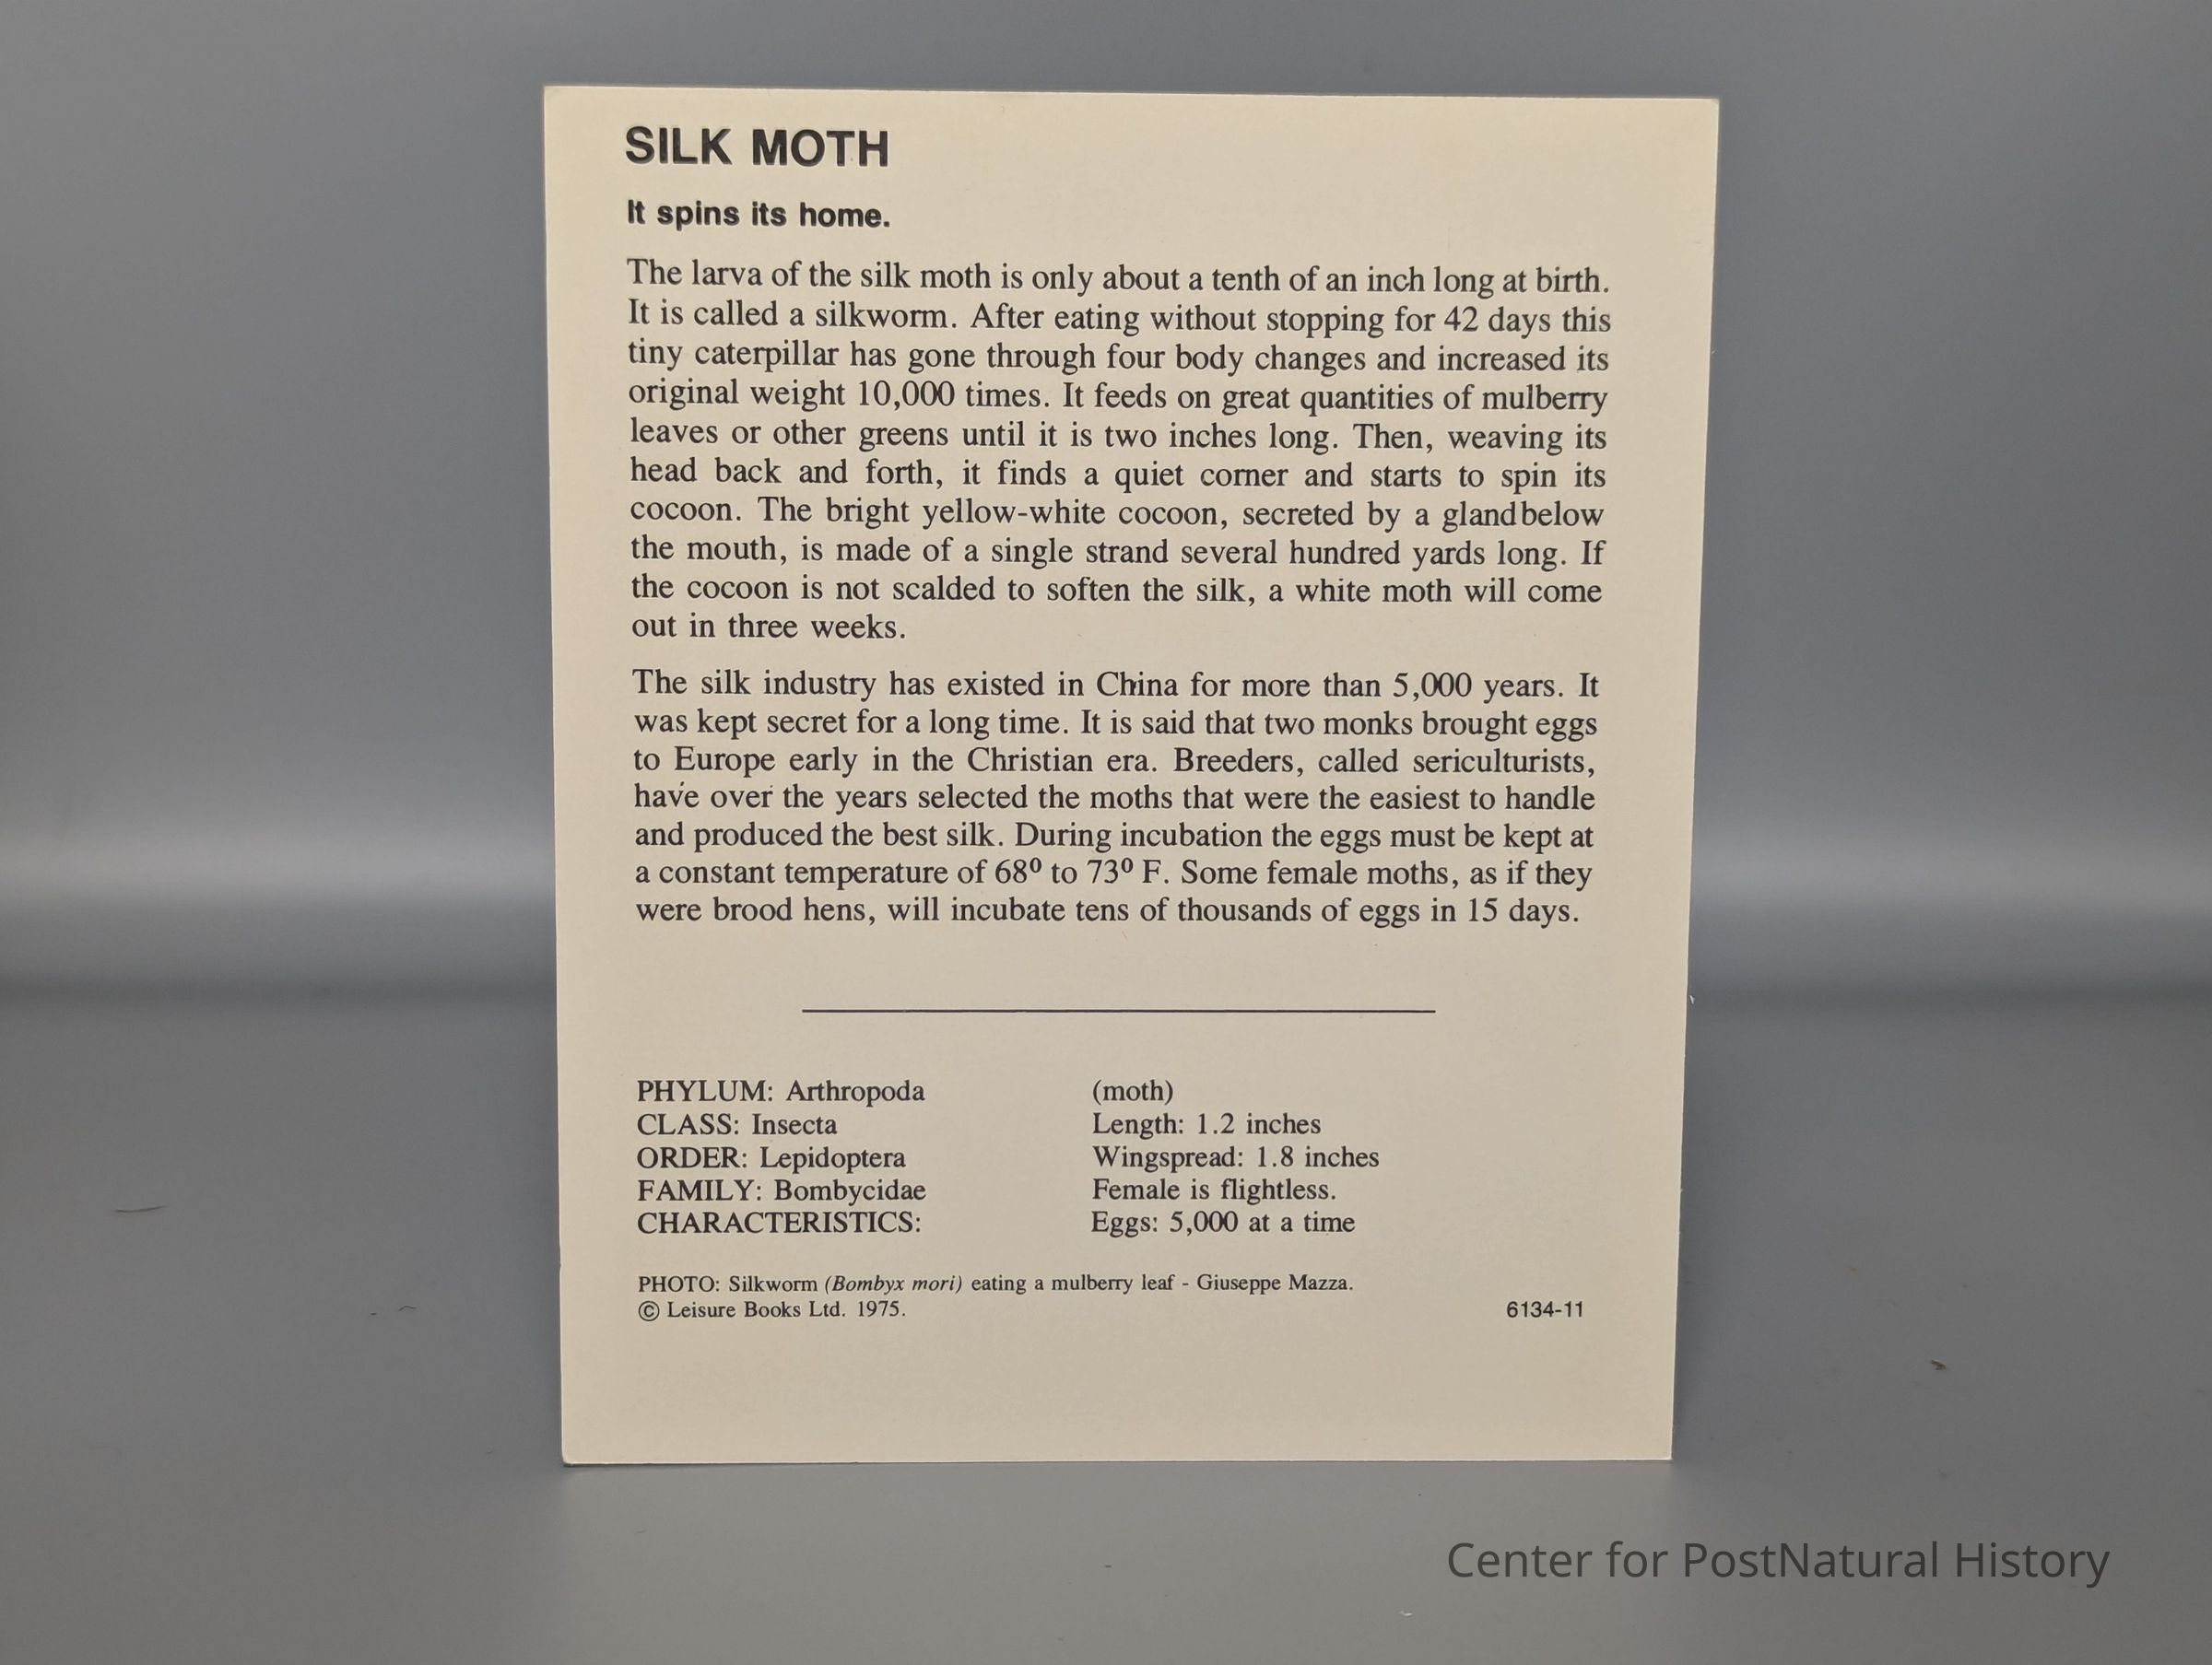 SILK MOTH
It spins its home.
The larva of the silk moth is only about a tenth of an inch long at birth.
It is called a silkworm. After eating without stopping for 42 days this
tiny caterpillar has gone through four body changes and increased its
original weight 10,000 times. It feeds on great quantities of mulberry
leaves or other greens until it is two inches long. Then, weaving its
head back and forth, it finds a quiet corner and starts to spin its
cocoon. The bright yellow-white cocoon, secreted by a gland below
the mouth, is made of a single strand several hundred yards long. If
the cocoon is not scalded to soften the silk, a white moth will come
out in three weeks.
The silk industry has existed in China for more than 5,000 years. It
was kept secret for a long time. It is said that two monks brought eggs
to Europe early in the Christian era. Breeders, called sericulturists,
have over the years selected the moths that were the easiest to handle
and produced the best silk. During incubation the eggs must be kept at
a constant temperature of 68º to 73º F. Some female moths, as if they
were brood hens, will incubate tens of thousands of eggs in 15 days.
PHYLUM: Arthropoda
CLASS: Insecta
ORDER: Lepidoptera
FAMILY: Bombycidae
CHARACTERISTICS:
(moth)
Length: 1.2 inches
Wingspread: 1.8 inches
Female is flightless.
Eggs: 5,000 at a time
PHOTO: Silkworm (Bombyx mori) eating a mulberry leaf - Giuseppe Mazza.
© Leisure Books Ltd. 1975.
6134-11
Center for PostNatural History